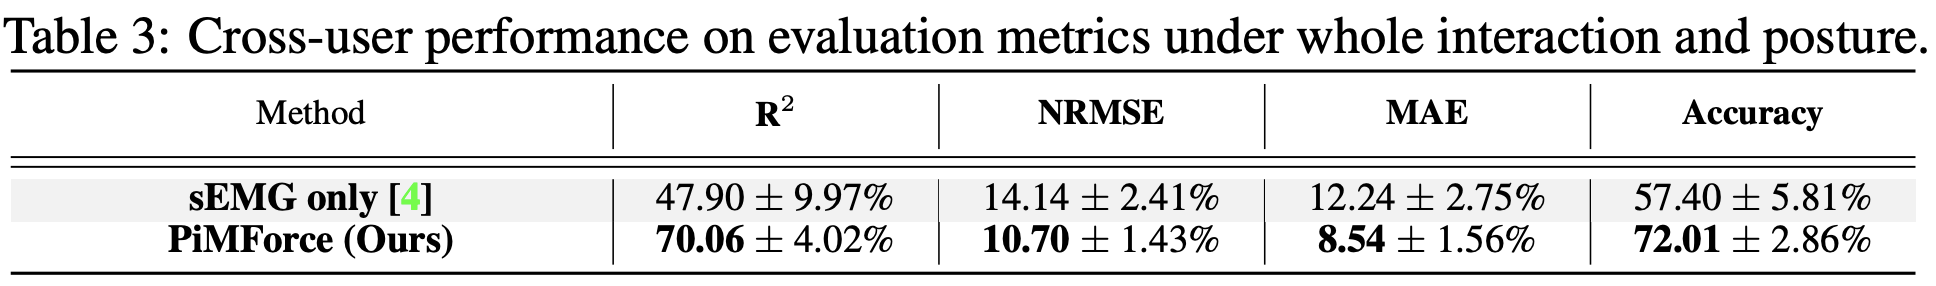 Table 3: Cross-user performance on evaluation metrics under whole interaction and posture.
Method R² NRMSE MAE Accuracy
sEMG only [4] 47.90 ± 9.97% 14.14 ± 2.41% 12.24 ± 2.75% 57.40 ± 5.81%
PiMForce (Ours) 70.06 ± 4.02% 10.70 ± 1.43% 8.54 ± 1.56% 72.01 ± 2.86%